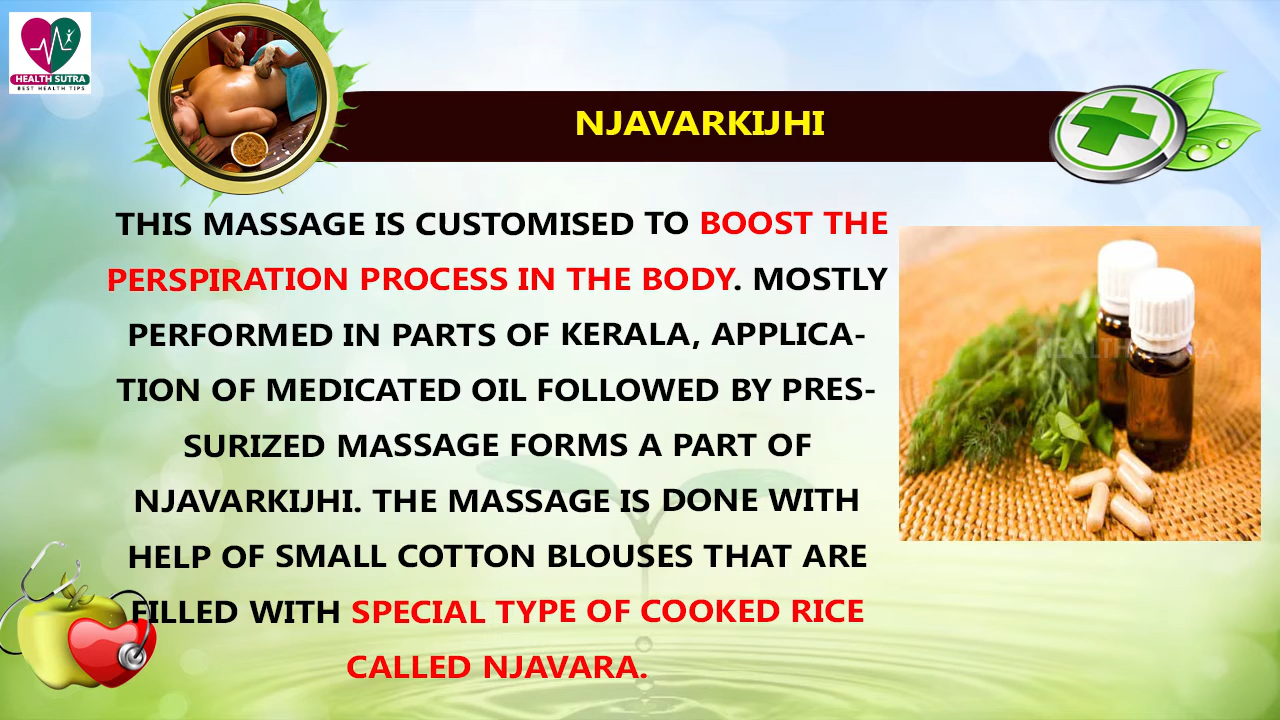 HEALTH SUTRA
BEST HEALTH TIPS
NJAVARKIJHI
THIS MASSAGE IS CUSTOMISED TO BOOST THE
PERSPIRATION PROCESS IN THE BODY. MOSTLY
PERFORMED IN PARTS OF KERALA, APPLICA-
TION OF MEDICATED OIL FOLLOWED BY PRES-
SURIZED MASSAGE FORMS A PART OF
NJAVARKIJHI. THE MASSAGE IS DONE WITH
HELP OF SMALL COTTON BLOUSES THAT ARE
FILLED WITH SPECIAL TYPE OF COOKED RICE
CALLED NJAVARA.
HEALTH SUTRA